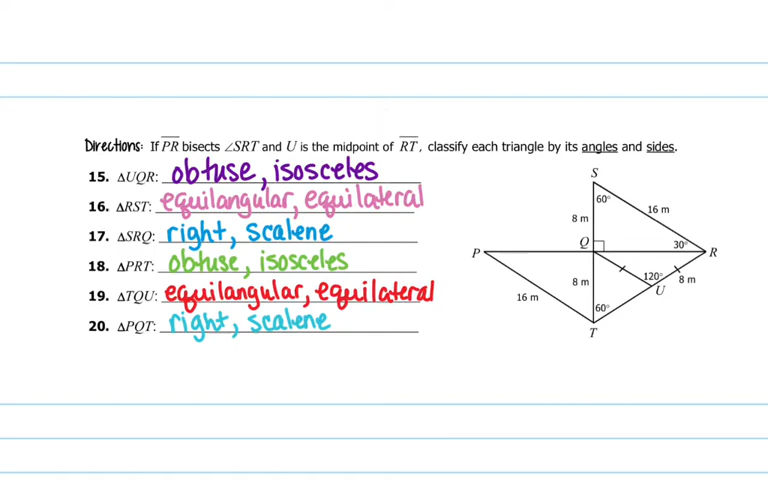 Directions: If PR bisects ∠SRT and U is the midpoint of RT, classify each triangle by its angles and sides.
15. ΔUQR: obtuse, isosceles
16. ΔRST: equilangular, equilateral
17. ΔSRQ: right, scalene
18. ΔPRT: obtuse, isosceles
19. ΔTQU: equilangular, equilateral
20. ΔPQT: right, scalene
S
60°
16 m
8 m
Q
30°
P
R
120°
8 m
8 m
U
16 m
60°
T